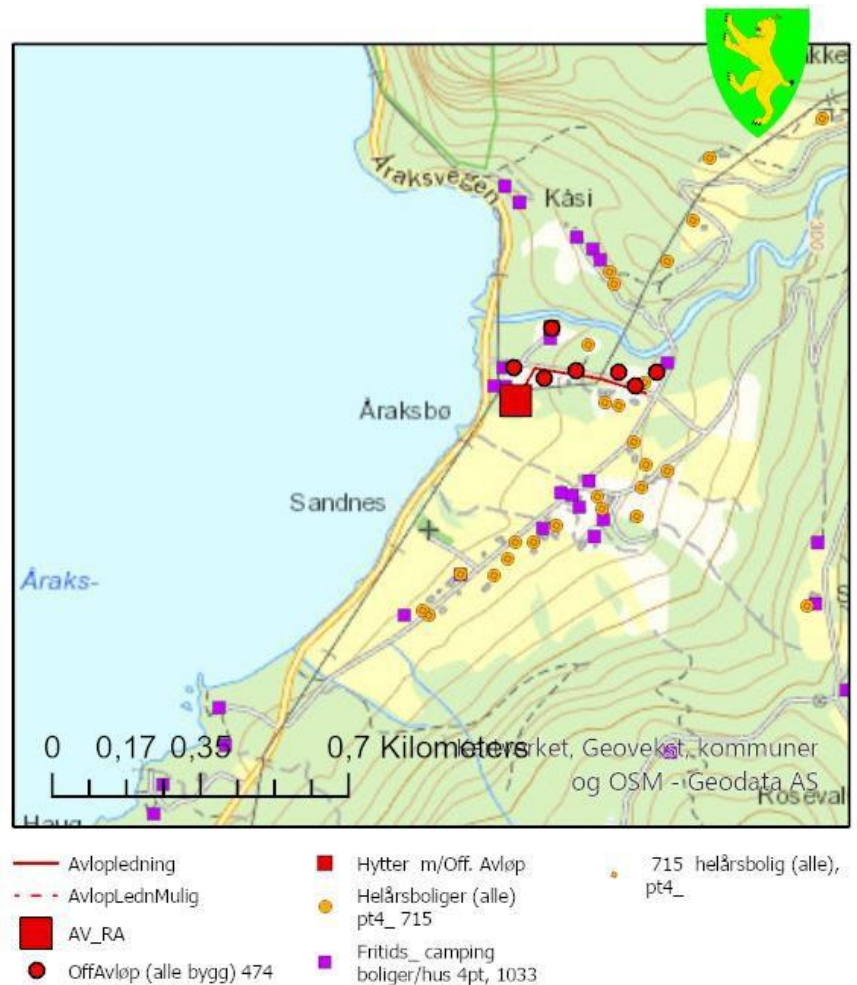 Åraksvegen
Kåsi
300
Åraksbø
Sandnes
Åraks-
0 0,17 0,35 0,7 Kilometers
Geovekst, kommuner
og OSM - Geodata AS
Haug
Roseval
Avlopledning
AvlopLednMulig
AV_RA
OffAvløp (alle bygg) 474
Hytter m/Off. Avløp
Helårsboliger (alle)
pt4_ 715
Fritids_ camping
boliger/hus 4pt, 1033
715 helårsbolig (alle),
pt4_